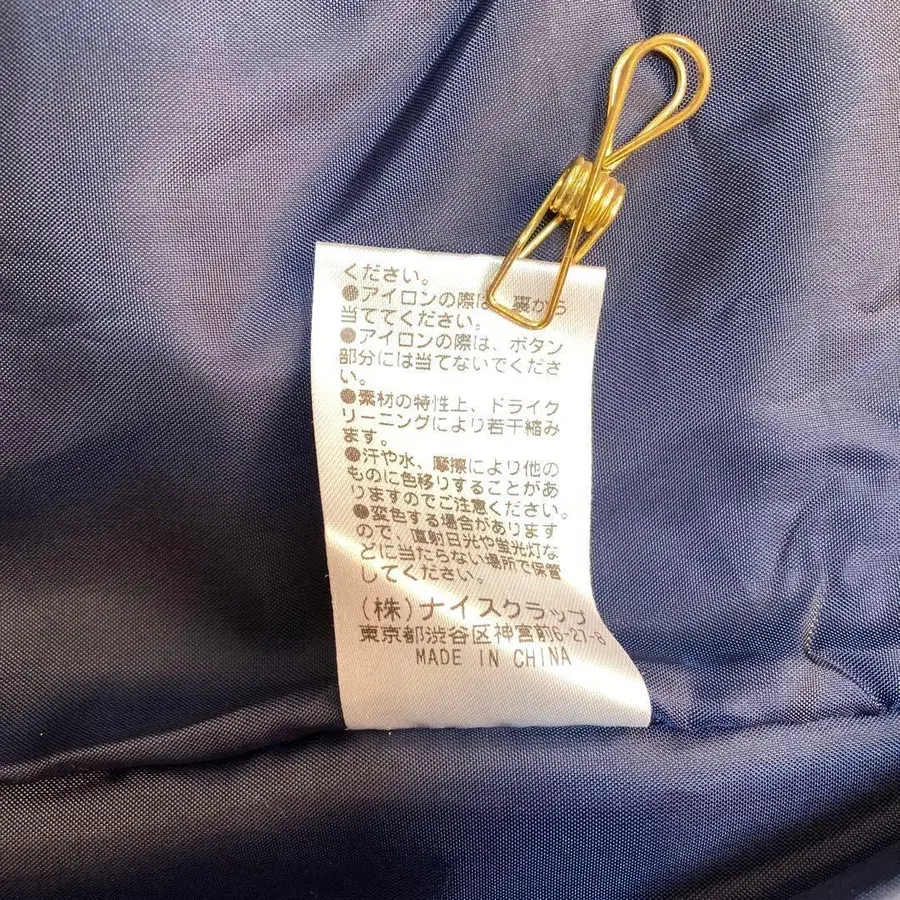 ください。
●アイロンの際は、裏から
当ててください。
●アイロンの際は、ボタン
部分には当てないでくださ
い。
●素材の特性上、ドライク
リーニングにより若干縮み
ます。
●汗や水、摩擦により他の
ものに色移りすることがあ
りますのでご注意ください。
●変色する場合があります
ので、直射日光や蛍光灯な
どに当たらない場所で保管
してください。
(株)ナイスクラップ
東京都渋谷区神宮前6-27-8
MADE IN CHINA